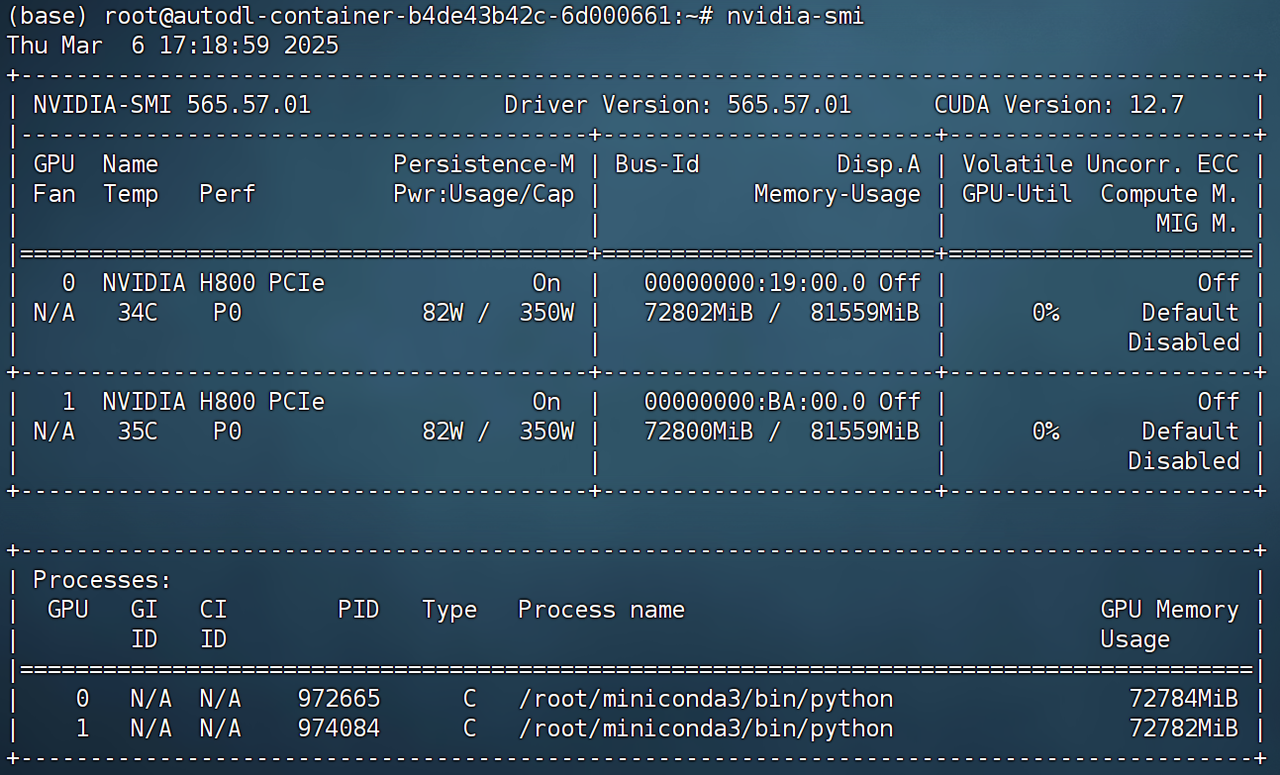 (base) root@autodl-container-b4de43b42c-6d000661:~# nvidia-smi
Thu Mar  6 17:18:59 2025
+-----------------------------------------------------------------------------------------+
| NVIDIA-SMI 565.57.01              Driver Version: 565.57.01      CUDA Version: 12.7     |
|-----------------------------------------+------------------------+----------------------+
| GPU  Name                 Persistence-M | Bus-Id          Disp.A | Volatile Uncorr. ECC |
| Fan  Temp   Perf          Pwr:Usage/Cap |           Memory-Usage | GPU-Util  Compute M. |
|                                         |                        |               MIG M. |
|=========================================+========================+======================|
|   0  NVIDIA H800 PCIe               On  |   00000000:19:00.0 Off |                  Off |
| N/A   34C    P0             82W /  350W |   72802MiB /  81559MiB |      0%      Default |
|                                         |                        |             Disabled |
+-----------------------------------------+------------------------+----------------------+
|   1  NVIDIA H800 PCIe               On  |   00000000:BA:00.0 Off |                  Off |
| N/A   35C    P0             82W /  350W |   72800MiB /  81559MiB |      0%      Default |
|                                         |                        |             Disabled |
+-----------------------------------------+------------------------+----------------------+

+-----------------------------------------------------------------------------------------+
| Processes:                                                                              |
|  GPU   GI   CI        PID   Type   Process name                              GPU Memory |
|        ID   ID                                                               Usage      |
|=========================================================================================|
|    0   N/A  N/A    972665      C   /root/miniconda3/bin/python                 72784MiB |
|    1   N/A  N/A    974084      C   /root/miniconda3/bin/python                 72782MiB |
+-----------------------------------------------------------------------------------------+